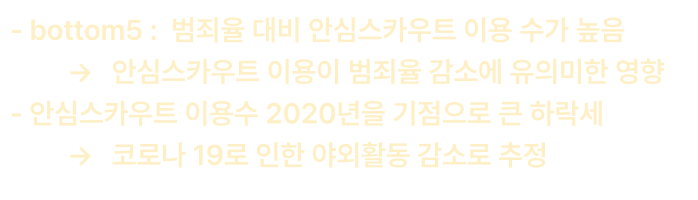 - bottom5 : 범죄율 대비 안심스카우트 이용 수가 높음
→ 안심스카우트 이용이 범죄율 감소에 유의미한 영향
- 안심스카우트 이용수 2020년을 기점으로 큰 하락세
→ 코로나 19로 인한 야외활동 감소로 추정